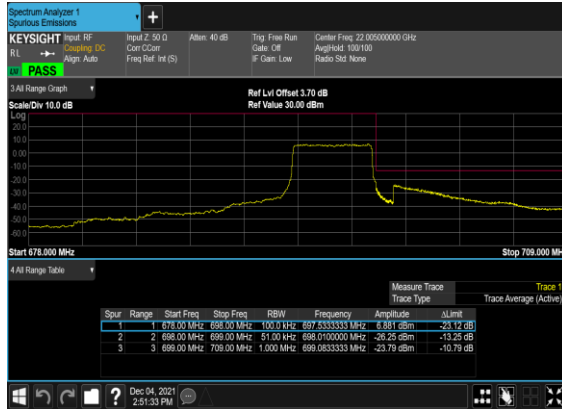 Spectrum Analyzer 1
Spurious Emissions
+
KEYSIGHT Input: RF Input Z: 50 Ω Atten: 40 dB Trig: Free Run Center Freq: 22.005000000 GHz
RL Coupling: DC Corr CCorr Gate: Off Avg|Hold: 100/100
Align: Auto Freq Ref: Int (S) IF Gain: Low Radio Std: None
PASS
3 All Range Graph
Ref Lvl Offset 3.70 dB
Scale/Div 10.0 dB Ref Value 30.00 dBm
Log
20.0
10.0
0.00
-10.0
-20.0
-30.0
-40.0
-50.0
Start 678.000 MHz Stop 709.000 MHz
4 All Range Table
Measure Trace Trace 1
Trace Type Trace Average (Active)
Spur Range Start Freq Stop Freq RBW Frequency Amplitude ΔLimit
1 1 678.00 MHz 698.00 MHz 100.0 kHz 697.5333333 MHz 6.881 dBm -23.12 dB
2 2 698.00 MHz 699.00 MHz 51.00 kHz 698.0100000 MHz -26.25 dBm -13.25 dB
3 3 699.00 MHz 709.00 MHz 1.000 MHz 699.0833333 MHz -23.79 dBm -10.79 dB
? Dec 04, 2021
2:51:33 PM